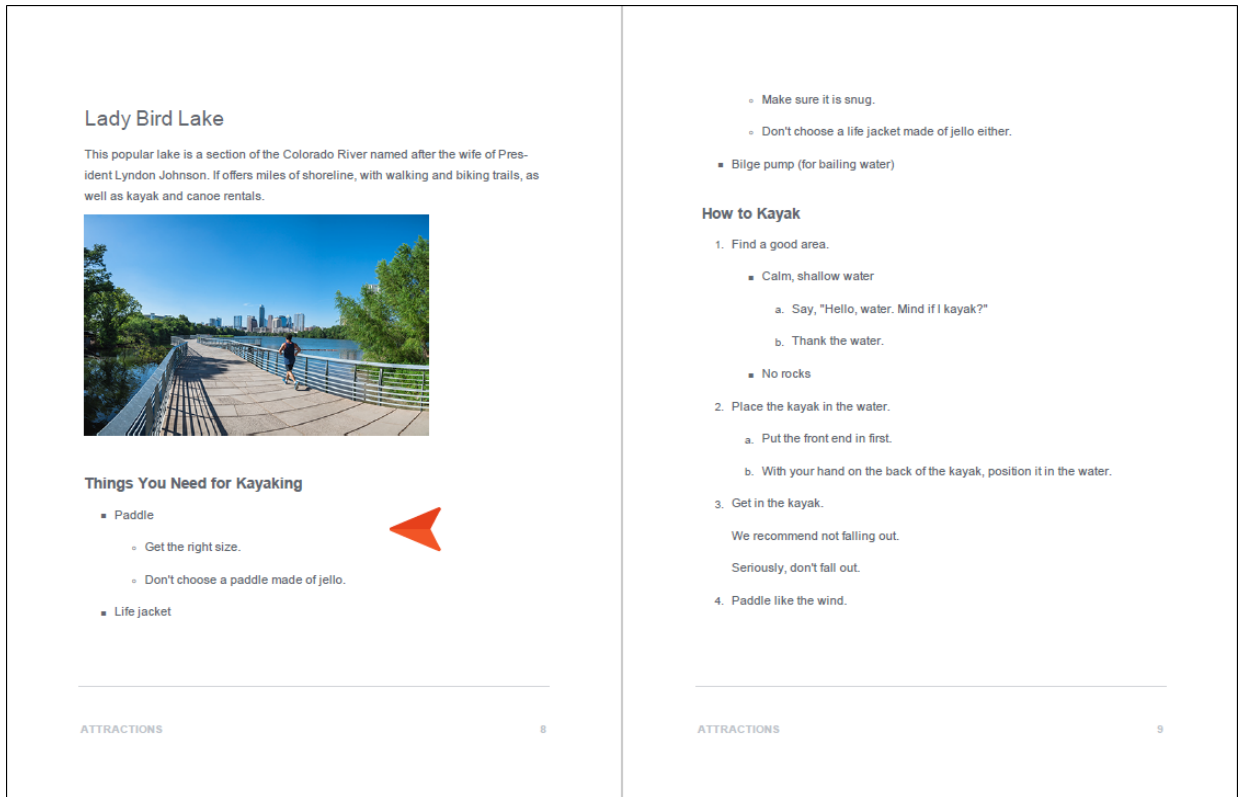 Lady Bird Lake
This popular lake is a section of the Colorado River named after the wife of Pres-
ident Lyndon Johnson. If offers miles of shoreline, with walking and biking trails, as
well as kayak and canoe rentals.
Things You Need for Kayaking
▪ Paddle
◦ Get the right size.
◦ Don't choose a paddle made of jello.
▪ Life jacket
ATTRACTIONS 8
◦ Make sure it is snug.
◦ Don't choose a life jacket made of jello either.
▪ Bilge pump (for bailing water)
How to Kayak
1. Find a good area.
▪ Calm, shallow water
a. Say, "Hello, water. Mind if I kayak?"
b. Thank the water.
▪ No rocks
2. Place the kayak in the water.
a. Put the front end in first.
b. With your hand on the back of the kayak, position it in the water.
3. Get in the kayak.
We recommend not falling out.
Seriously, don't fall out.
4. Paddle like the wind.
ATTRACTIONS 9